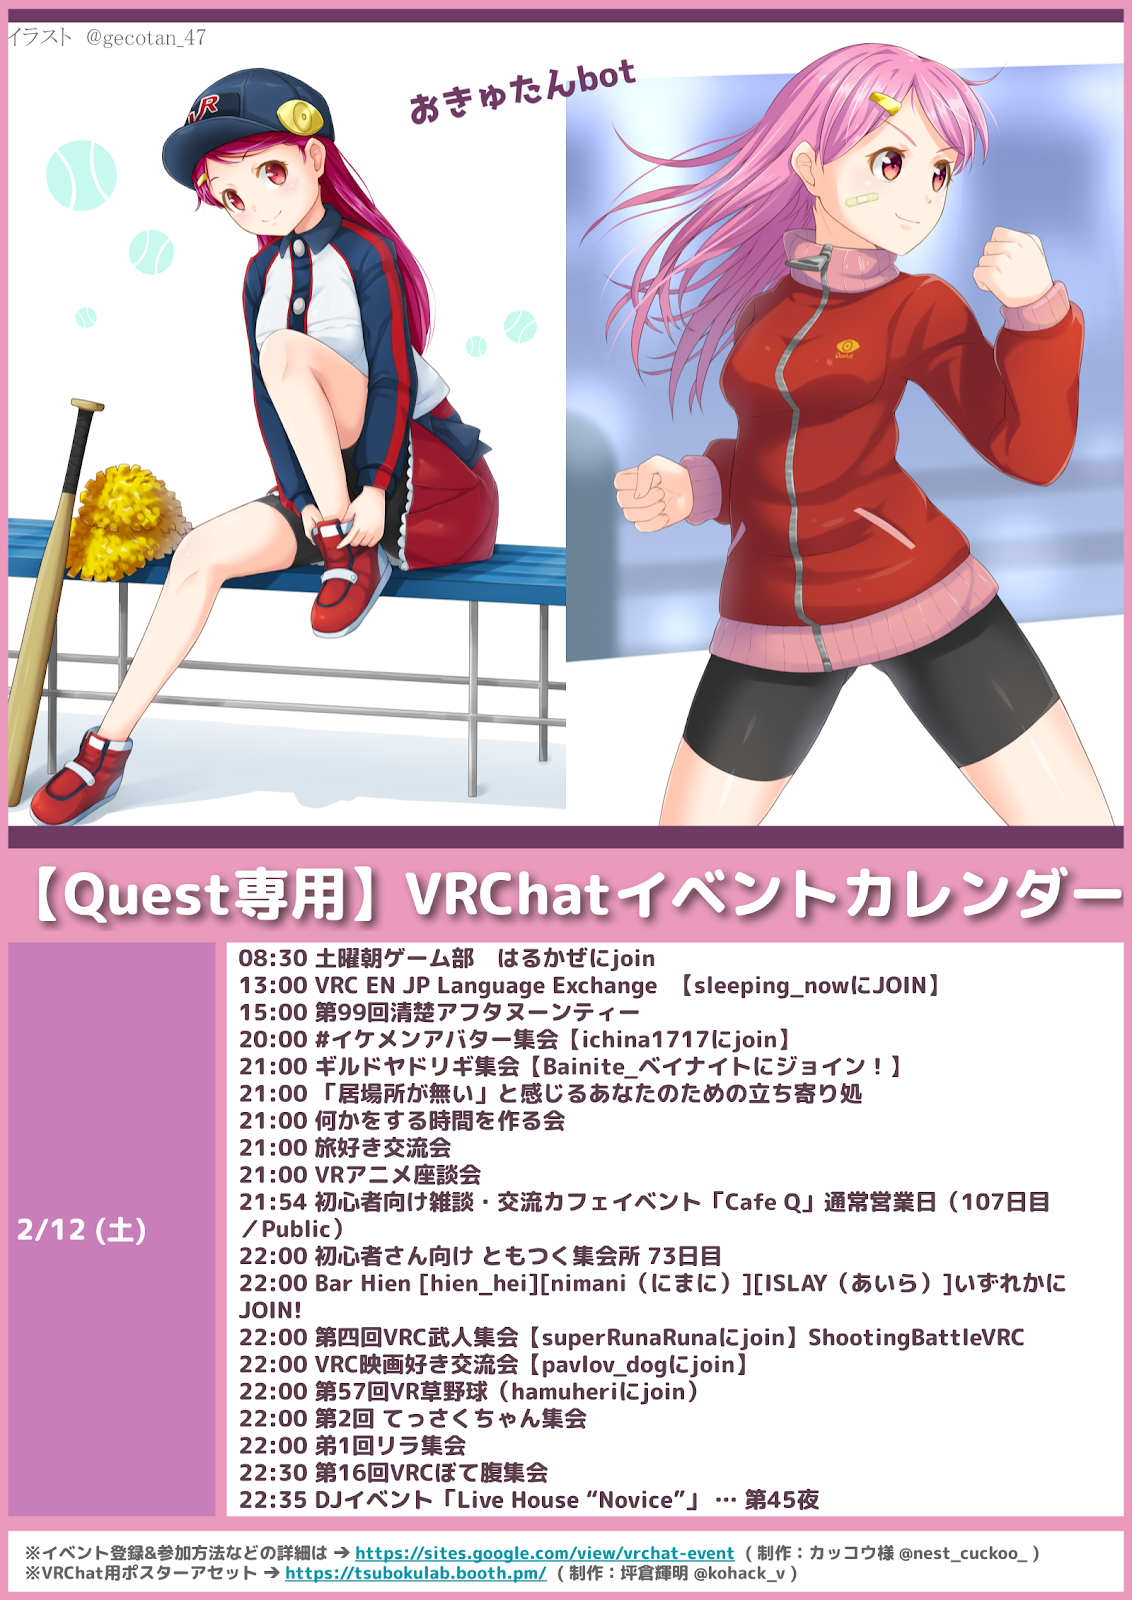 イラスト @gecotan_47
おきゅたんbot
VR
Quest
【Quest専用】VRChatイベントカレンダー
2/12 (土)
08:30 土曜朝ゲーム部　はるかぜにjoin
13:00 VRC EN JP Language Exchange 【sleeping_nowにJOIN】
15:00 第99回清楚アフタヌーンティー
20:00 #イケメンアバター集会【ichina1717にjoin】
21:00 ギルドヤドリギ集会【Bainite_ベイナイトにジョイン！】
21:00 「居場所が無い」と感じるあなたのための立ち寄り処
21:00 何かをする時間を作る会
21:00 旅好き交流会
21:00 VRアニメ座談会
21:54 初心者向け雑談・交流カフェイベント「Cafe Q」通常営業日（107日目
／Public）
22:00 初心者さん向け ともつく集会所 73日目
22:00 Bar Hien [hien_hei][nimani（にまに）][ISLAY（あいら）]いずれかに
JOIN!
22:00 第四回VRC武人集会【superRunaRunaにjoin】ShootingBattleVRC
22:00 VRC映画好き交流会【pavlov_dogにjoin】
22:00 第57回VR草野球（hamuheriにjoin）
22:00 第2回 てっさくちゃん集会
22:00 弟1回リラ集会
22:30 第16回VRCぽて腹集会
22:35 DJイベント「Live House “Novice”」 … 第45夜
※イベント登録&参加方法などの詳細は ➔ https://sites.google.com/view/vrchat-event （ 制作：カッコウ様 @nest_cuckoo_ ）
※VRChat用ポスターアセット ➔ https://tsubokulab.booth.pm/ （ 制作：坪倉輝明 @kohack_v ）